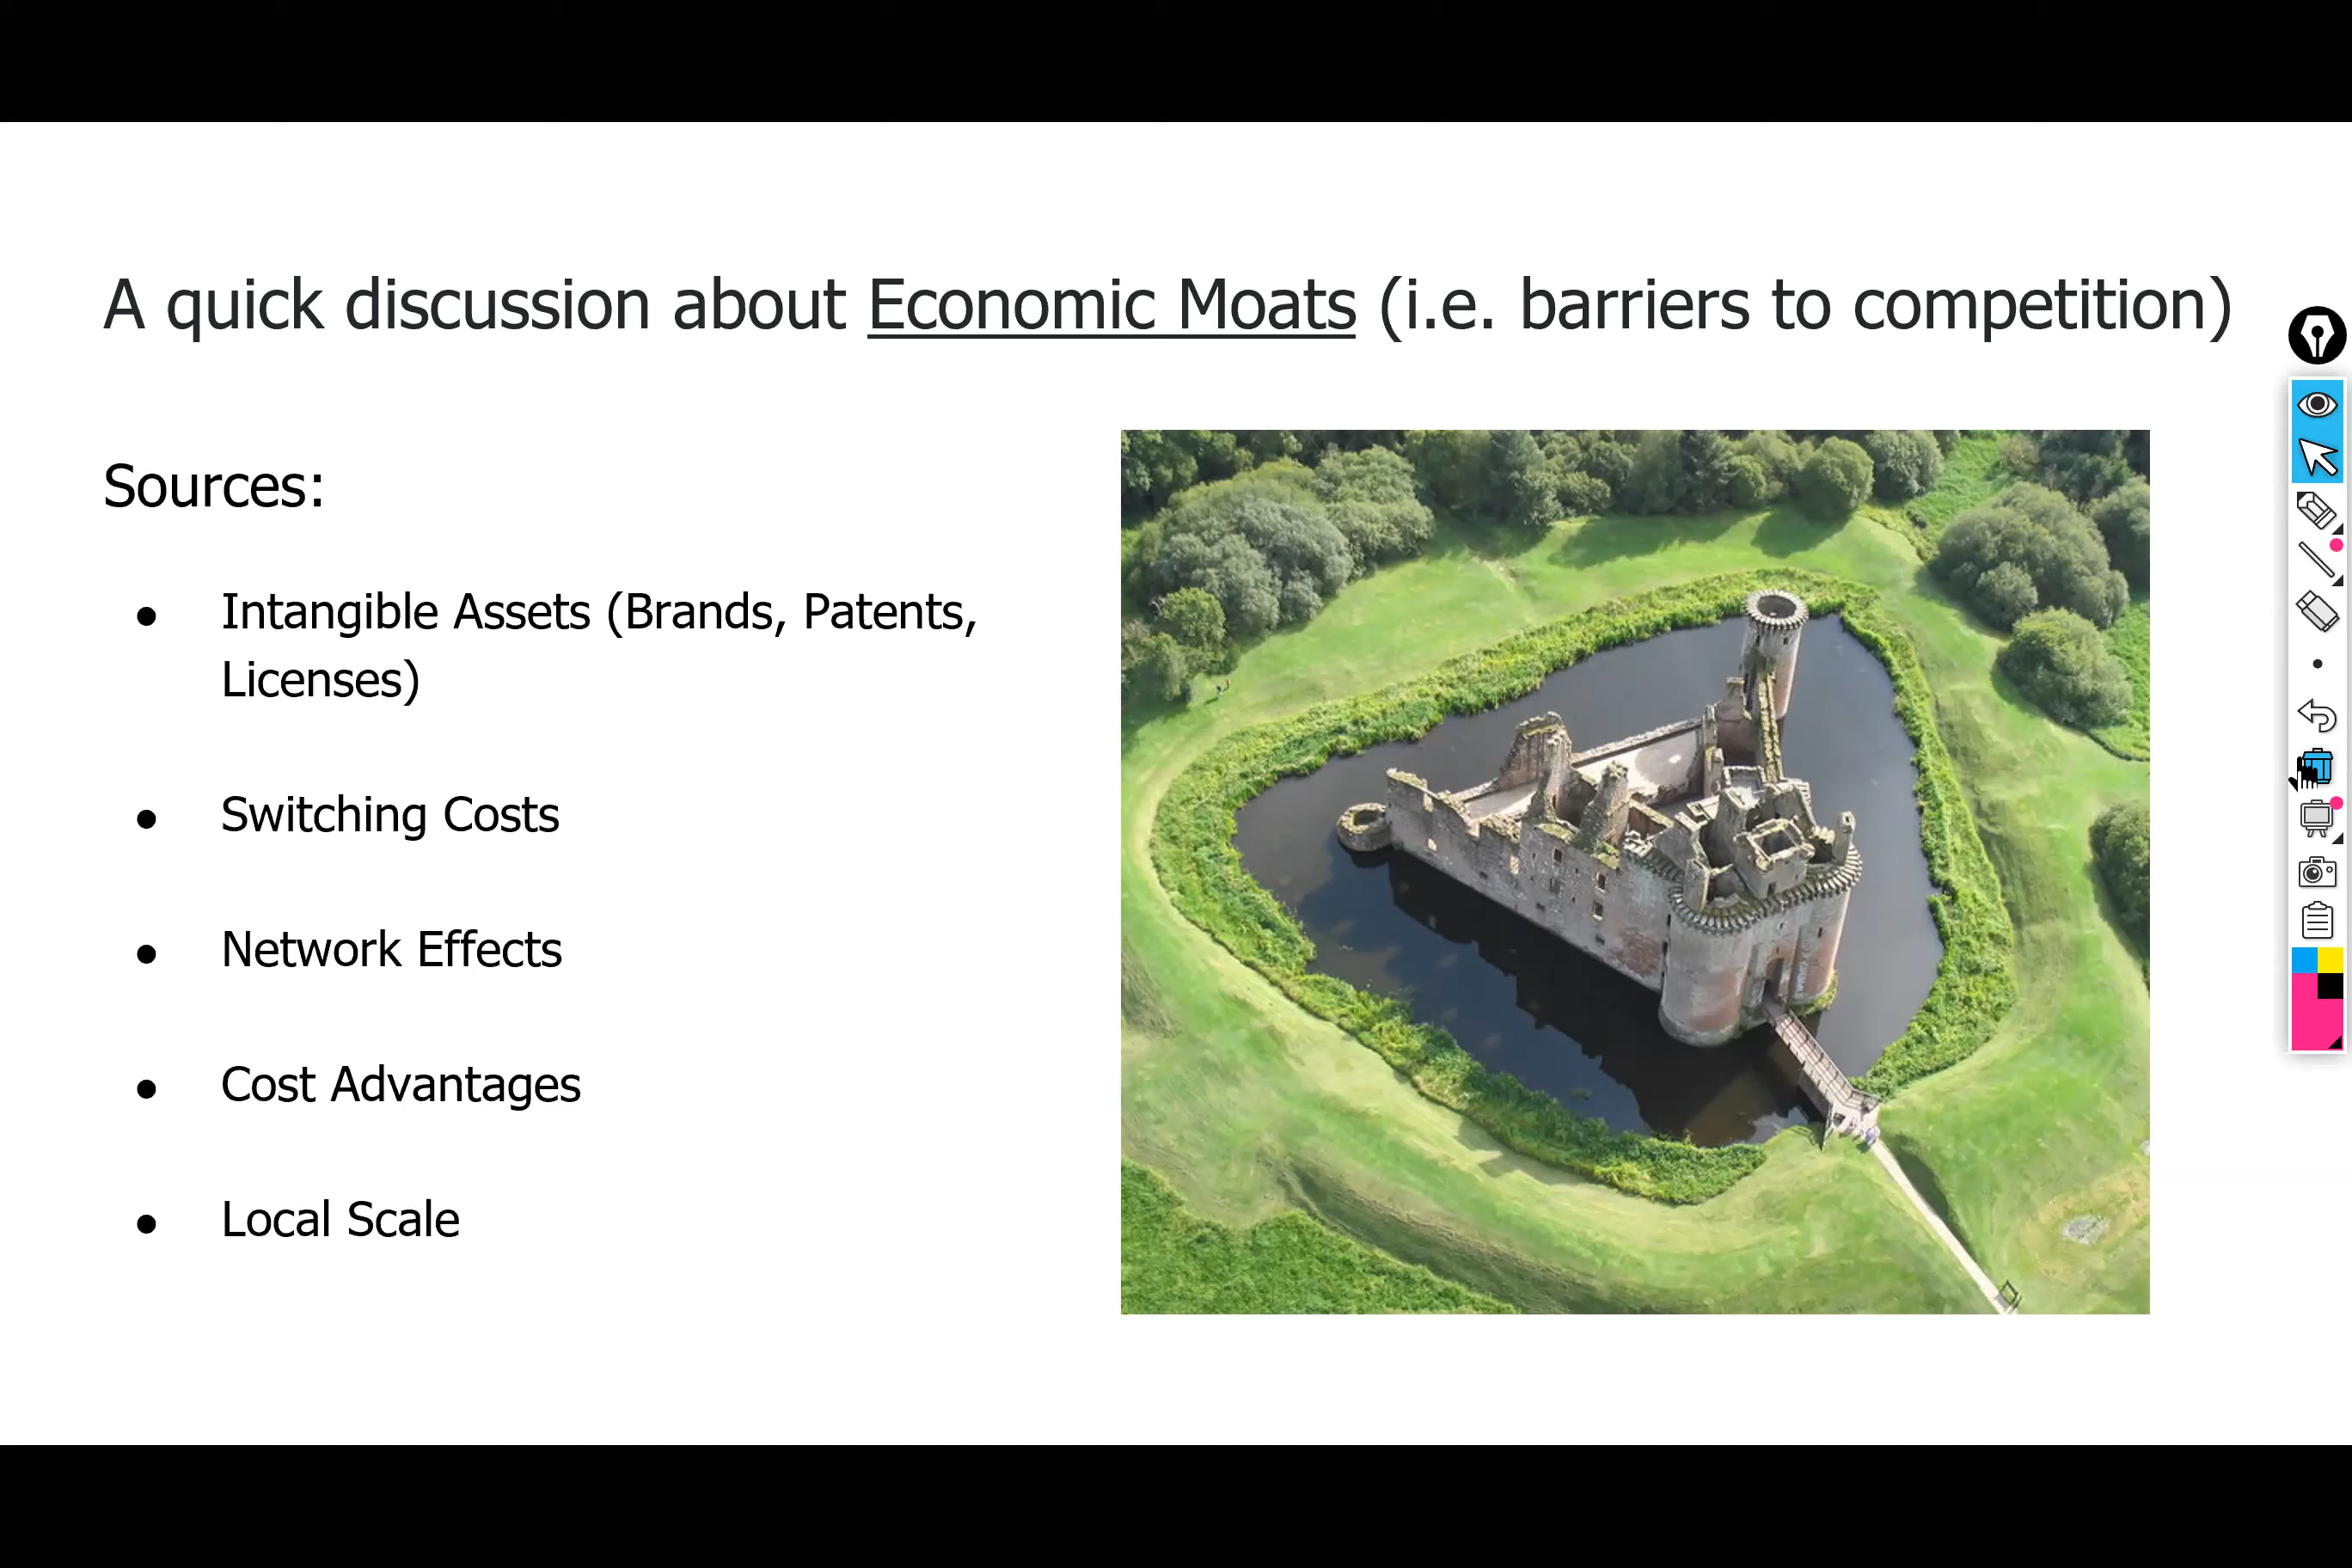 A quick discussion about Economic Moats (i.e. barriers to competition)
Sources:
● Intangible Assets (Brands, Patents,
Licenses)
● Switching Costs
● Network Effects
● Cost Advantages
● Local Scale